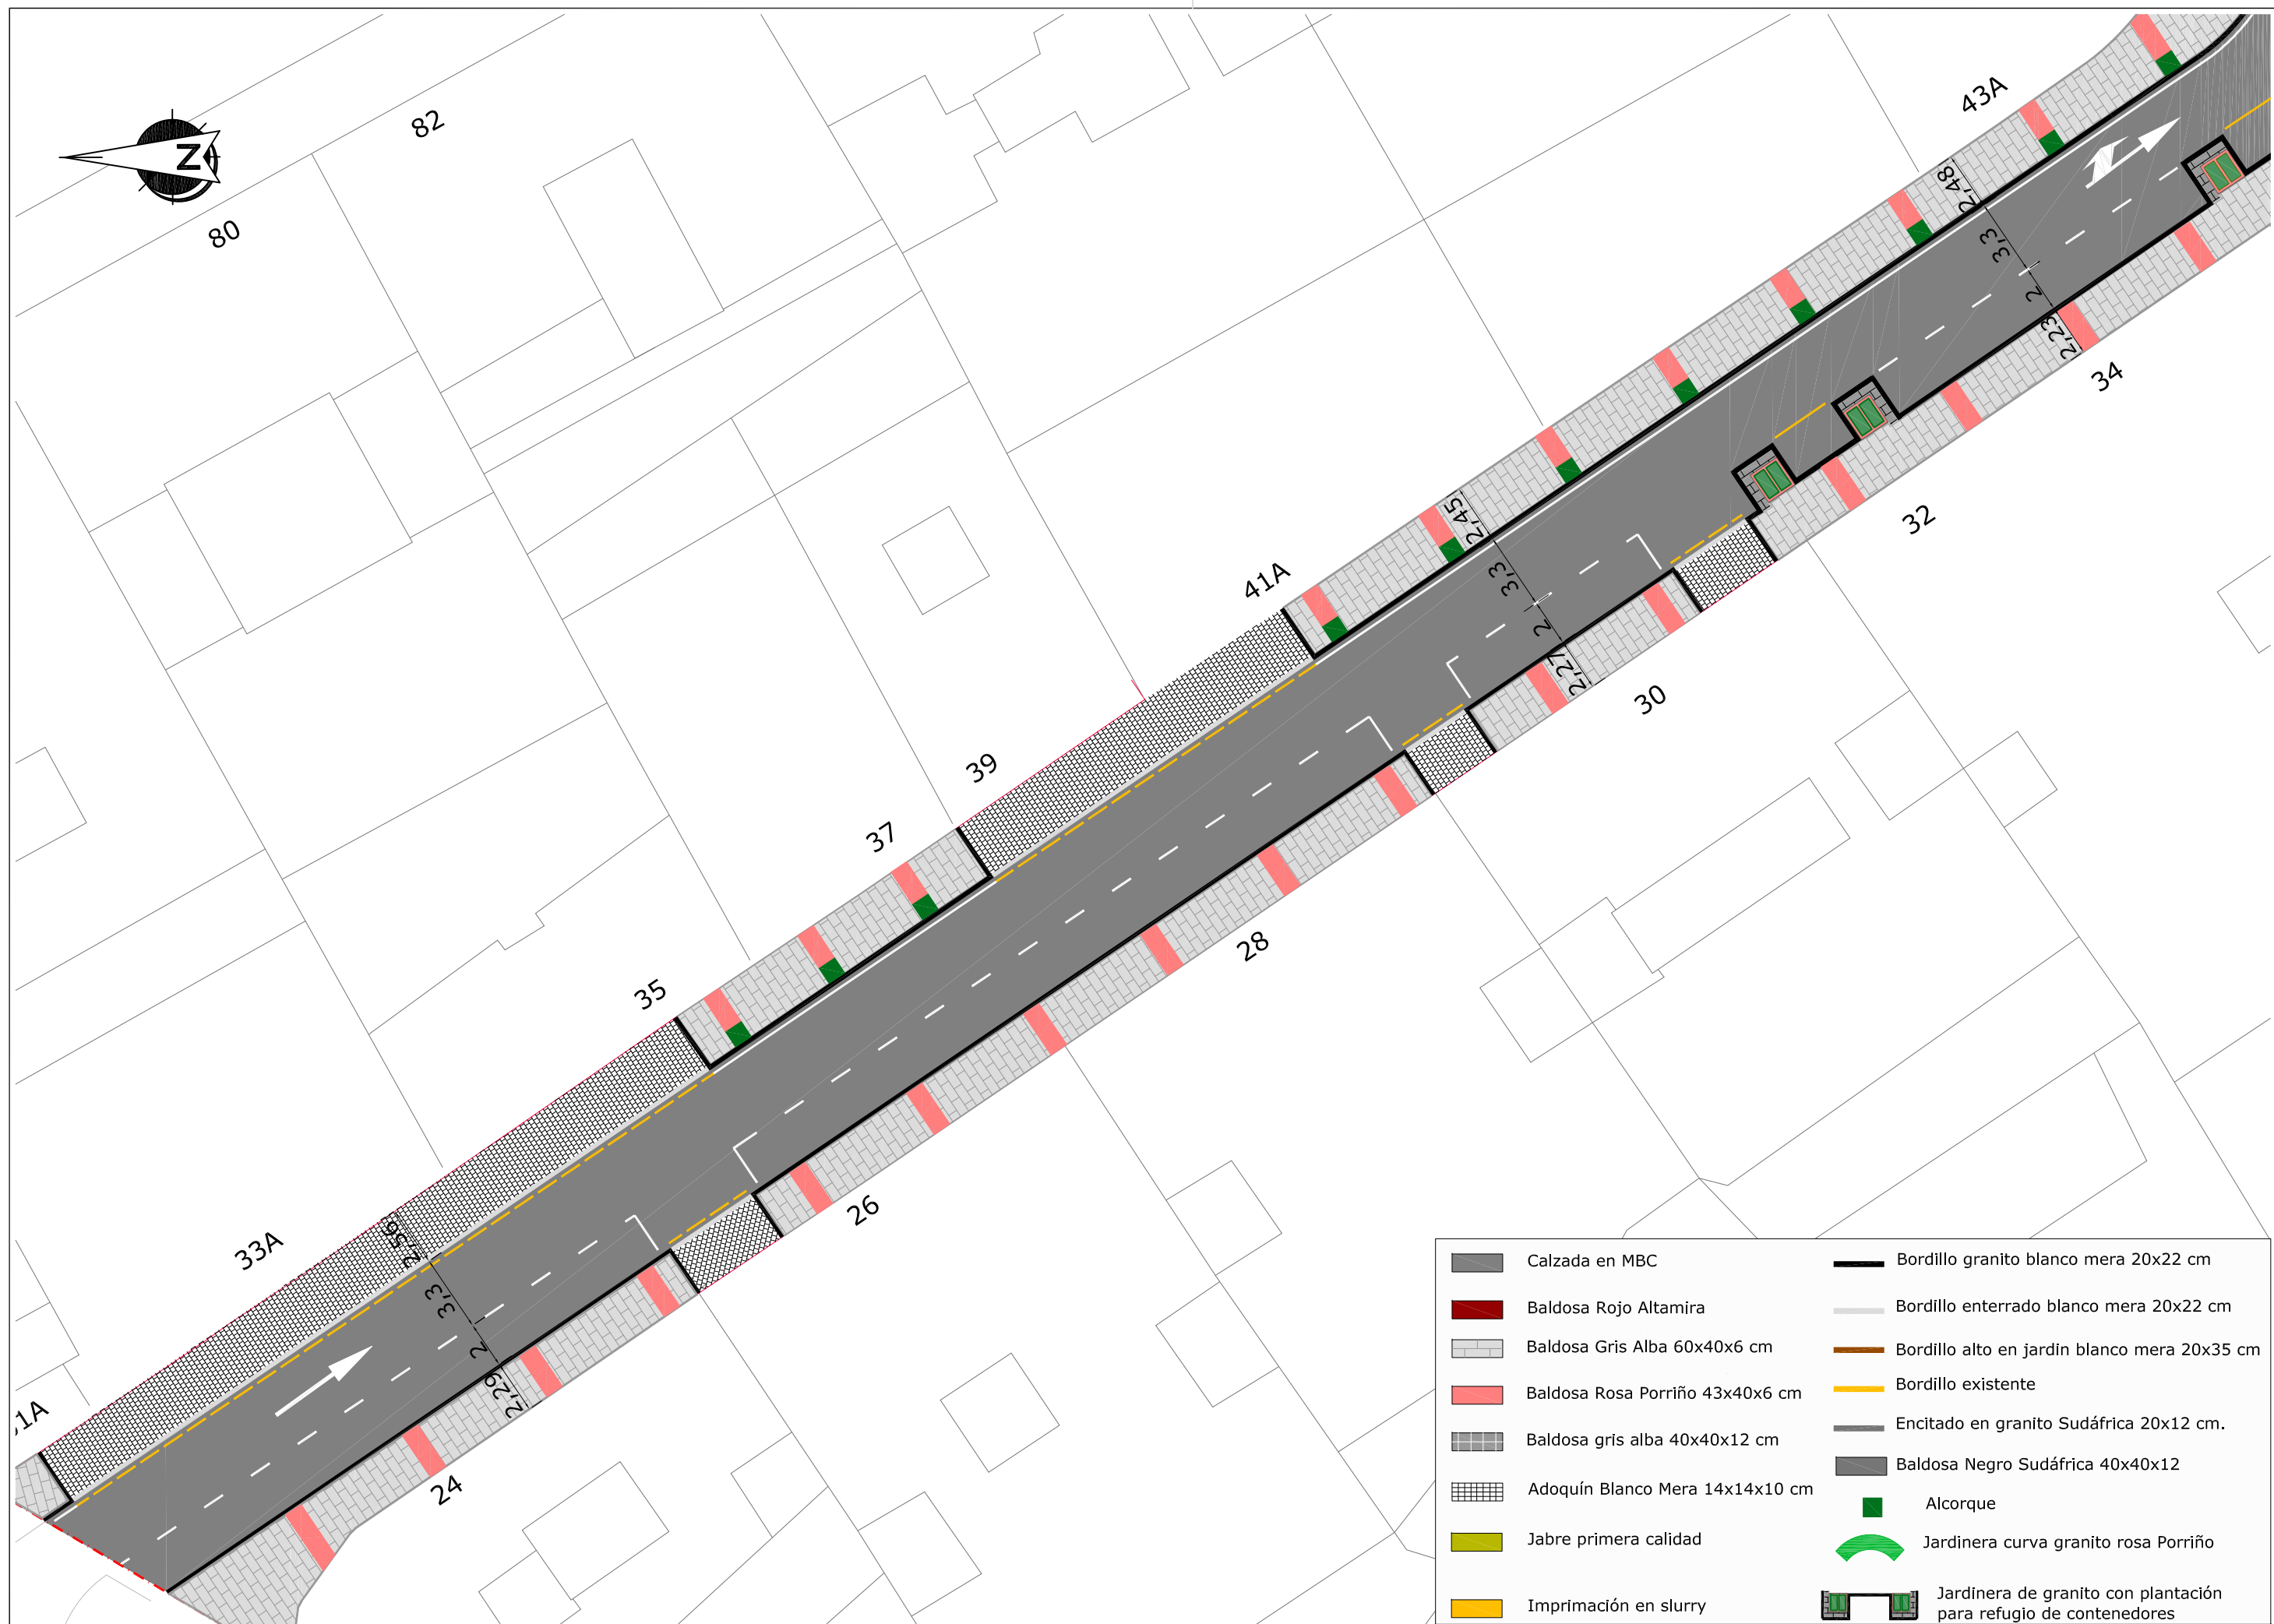 82
N
80
43A
2,48
3,3
2
2,23
34
32
41A
2,45
3,3
2
2,27
30
39
37
35
28
26
33A
2,56
3,3
2
2,29
24
1A
Calzada en MBC
Baldosa Rojo Altamira
Baldosa Gris Alba 60x40x6 cm
Baldosa Rosa Porriño 43x40x6 cm
Baldosa gris alba 40x40x12 cm
Adoquín Blanco Mera 14x14x10 cm
Jabre primera calidad
Imprimación en slurry
Bordillo granito blanco mera 20x22 cm
Bordillo enterrado blanco mera 20x22 cm
Bordillo alto en jardin blanco mera 20x35 cm
Bordillo existente
Encitado en granito Sudáfrica 20x12 cm.
Baldosa Negro Sudáfrica 40x40x12
Alcorque
Jardinera curva granito rosa Porriño
Jardinera de granito con plantación
para refugio de contenedores